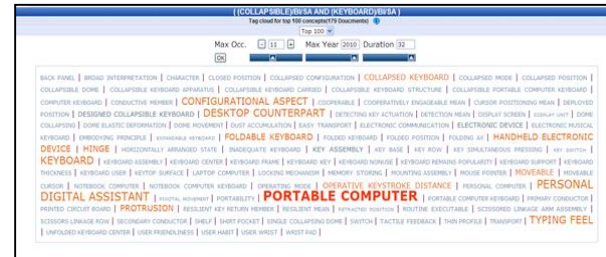 ( (COLLAPSIBLE)/BI/SA AND (KEYBOARD)/BI/SA )
Tag cloud for top 100 concepts(179 Doucments)
Top 100
Max Occ. - 11 + Max Year 2010 Duration 32
OK
BACK PANEL | BROAD INTERPRETATION | CHARACTER | CLOSED POSITION | COLLAPSED CONFIGURATION | COLLAPSED KEYBOARD | COLLAPSED MODE | COLLAPSED POSITION |
COLLAPSIBLE DOME | COLLAPSIBLE KEYBOARD APPARATUS | COLLAPSIBLE KEYBOARD CARRIED | COLLAPSIBLE KEYBOARD STRUCTURE | COLLAPSIBLE PORTABLE KEYBOARD |
COMPUTER KEYBOARD | CONDUCTIVE MEMBER | CONFIGURATIONAL ASPECT | COOPERABLE | COOPERATIVELY ENGAGEABLE MEAN | CURSOR POSITIONING MEAN | DEPLOYED
POSITION | DESIGNED COLLAPSIBLE KEYBOARD | DESKTOP COUNTERPART | DETECTING KEY ACTUATION | DETECTION MEAN | DISPLAY SCREEN | DISPLAY UNIT | DOME
COLLAPSING | DOME ELASTIC DEFORMATION | DOME MOVEMENT | DUST ACCUMULATION | EASY TRANSPORT | ELECTRONIC COMMUNICATION | ELECTRONIC DEVICE | ELECTRONIC MUSICAL
KEYBOARD | EMBODYING PRINCIPLE | EXPANDABLE KEYBOARD | FOLDABLE KEYBOARD | FOLDED KEYBOARD | FOLDED POSITION | FOLDING AX | HANDHELD ELECTRONIC
DEVICE | HINGE | HORIZONTALLY ARRANGED STATE | INADEQUATE KEYBOARD | KEY ASSEMBLY | KEY BASE | KEY ROW | KEY SIMULTANEOUS PRESSING | KEY SWITCH |
KEYBOARD | KEYBOARD ASSEMBLY | KEYBOARD CENTER | KEYBOARD FRAME | KEYBOARD KEY | KEYBOARD NONUSE | KEYBOARD REMAINS POPULARITY | KEYBOARD SUPPORT | KEYBOARD
THICKNESS | KEYBOARD USER | KEYTOP SURFACE | LAPTOP COMPUTER | LOCKING MECHANISM | MEMORY STORING | MOUNTING ASSEMBLY | MOUSE POINTER | MOVEABLE | MOVEABLE
CURSOR | NOTEBOOK COMPUTER | NOTEBOOK COMPUTER KEYBOARD | OPERATING MODE | OPERATIVE KEYSTROKE DISTANCE | PERSONAL COMPUTER | PERSONAL
DIGITAL ASSISTANT | PIVOTAL MOVEMENT | PORTABILITY | PORTABLE COMPUTER | PORTABLE COMPUTER KEYBOARD | PRIMARY CONDUCTOR |
PRINTED CIRCUIT BOARD | PROTRUSION | RESILIENT KEY RETURN MEMBER | RESILIENT MEAN | RETRACTED POSITION | ROUTINE EXECUTABLE | SCISSORED LINKAGE ARM ASSEMBLY |
SCISSORS LINKAGE ROW | SECONDARY CONDUCTOR | SHELF | SHIRT POCKET | SINGLE COLLAPSING DOME | SWITCH | TACTILE FEEDBACK | THIN PROFILE | TRANSPORT | TYPING FEEL
| UNFOLDED KEYBOARD CENTER | USER FRIENDLINESS | USER HABIT | USER WRIST | WRIST PAD |